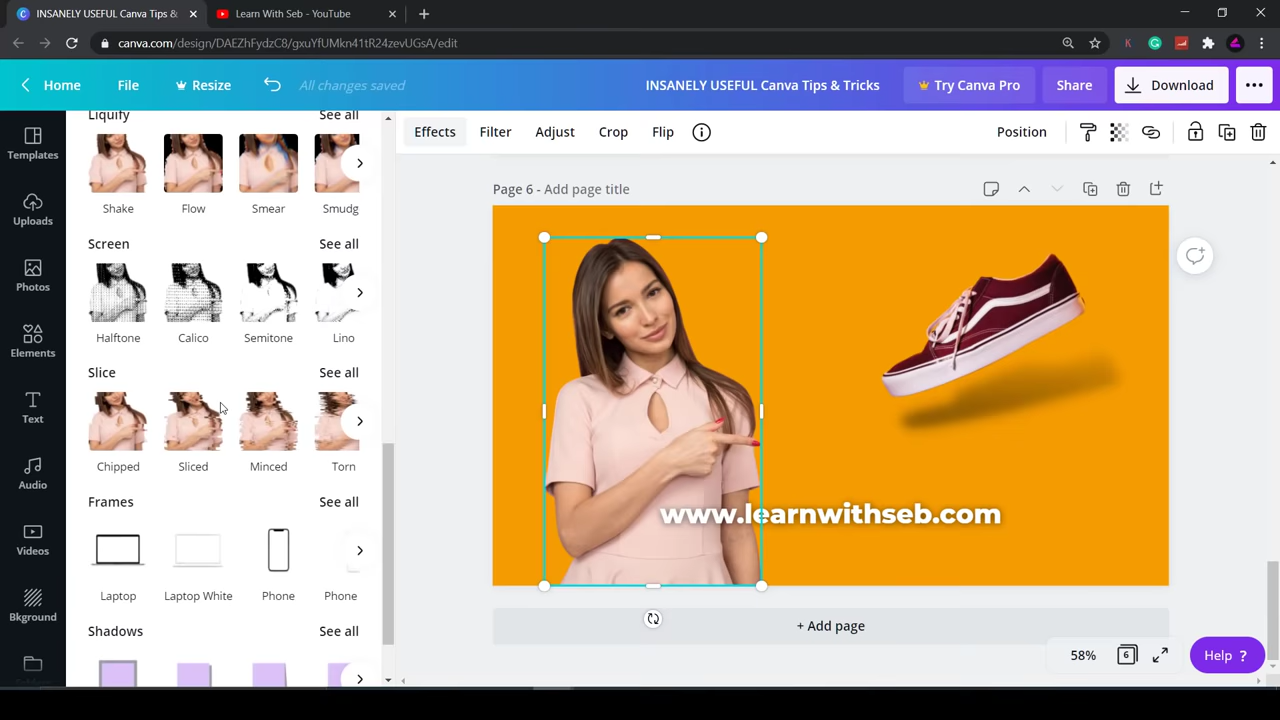 INSANELY USEFUL Canva Tips &
Learn With Seb - YouTube
canva.com/design/DAEZhFydzC8/gxuYfUMkn41tR24zevUGsA/edit
Home
File
Resize
All changes saved
INSANELY USEFUL Canva Tips & Tricks
Try Canva Pro
Share
Download
Templates
Uploads
Photos
Elements
Text
Audio
Videos
Bkground
Liquify
See all
Shake
Flow
Smear
Smudg
Screen
See all
Halftone
Calico
Semitone
Lino
Slice
See all
Chipped
Sliced
Minced
Torn
Frames
See all
Laptop
Laptop White
Phone
Phone
Shadows
See all
Effects
Filter
Adjust
Crop
Flip
Position
Page 6 - Add page title
www.learnwithseb.com
+ Add page
58%
6
Help ?